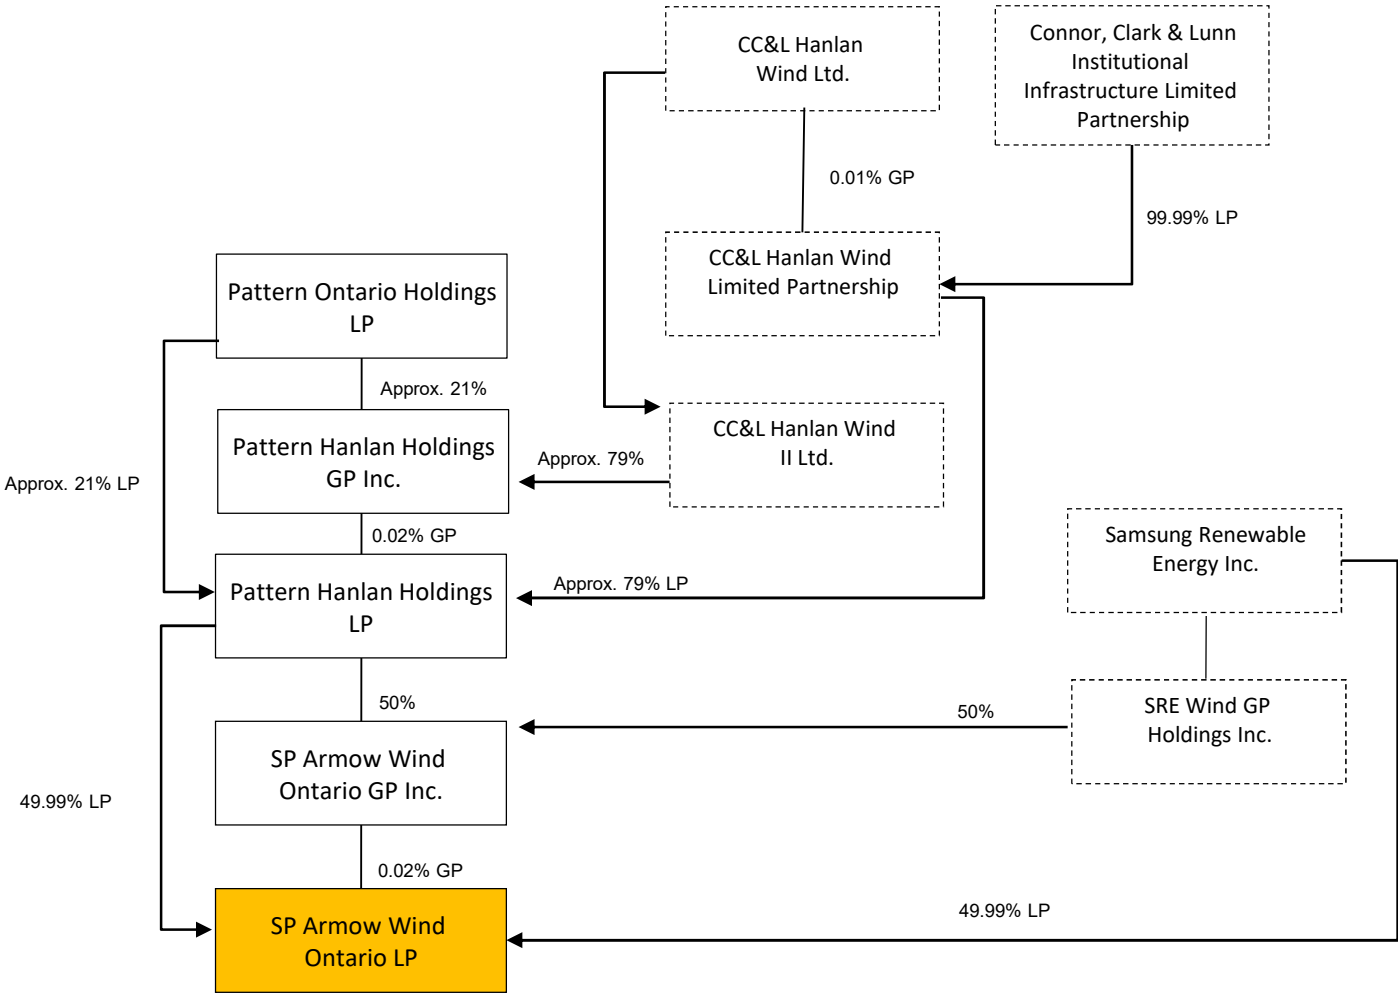 CC&L Hanlan
Wind Ltd.
Connor, Clark & Lunn
Institutional
Infrastructure Limited
Partnership
0.01% GP
99.99% LP
CC&L Hanlan Wind
Limited Partnership
Pattern Ontario Holdings
LP
Approx. 21%
CC&L Hanlan Wind
II Ltd.
Pattern Hanlan Holdings
GP Inc.
Approx. 79%
Approx. 21% LP
0.02% GP
Samsung Renewable
Energy Inc.
Pattern Hanlan Holdings
LP
Approx. 79% LP
50%
50%
SRE Wind GP
Holdings Inc.
SP Armow Wind
Ontario GP Inc.
49.99% LP
0.02% GP
SP Armow Wind
Ontario LP
49.99% LP